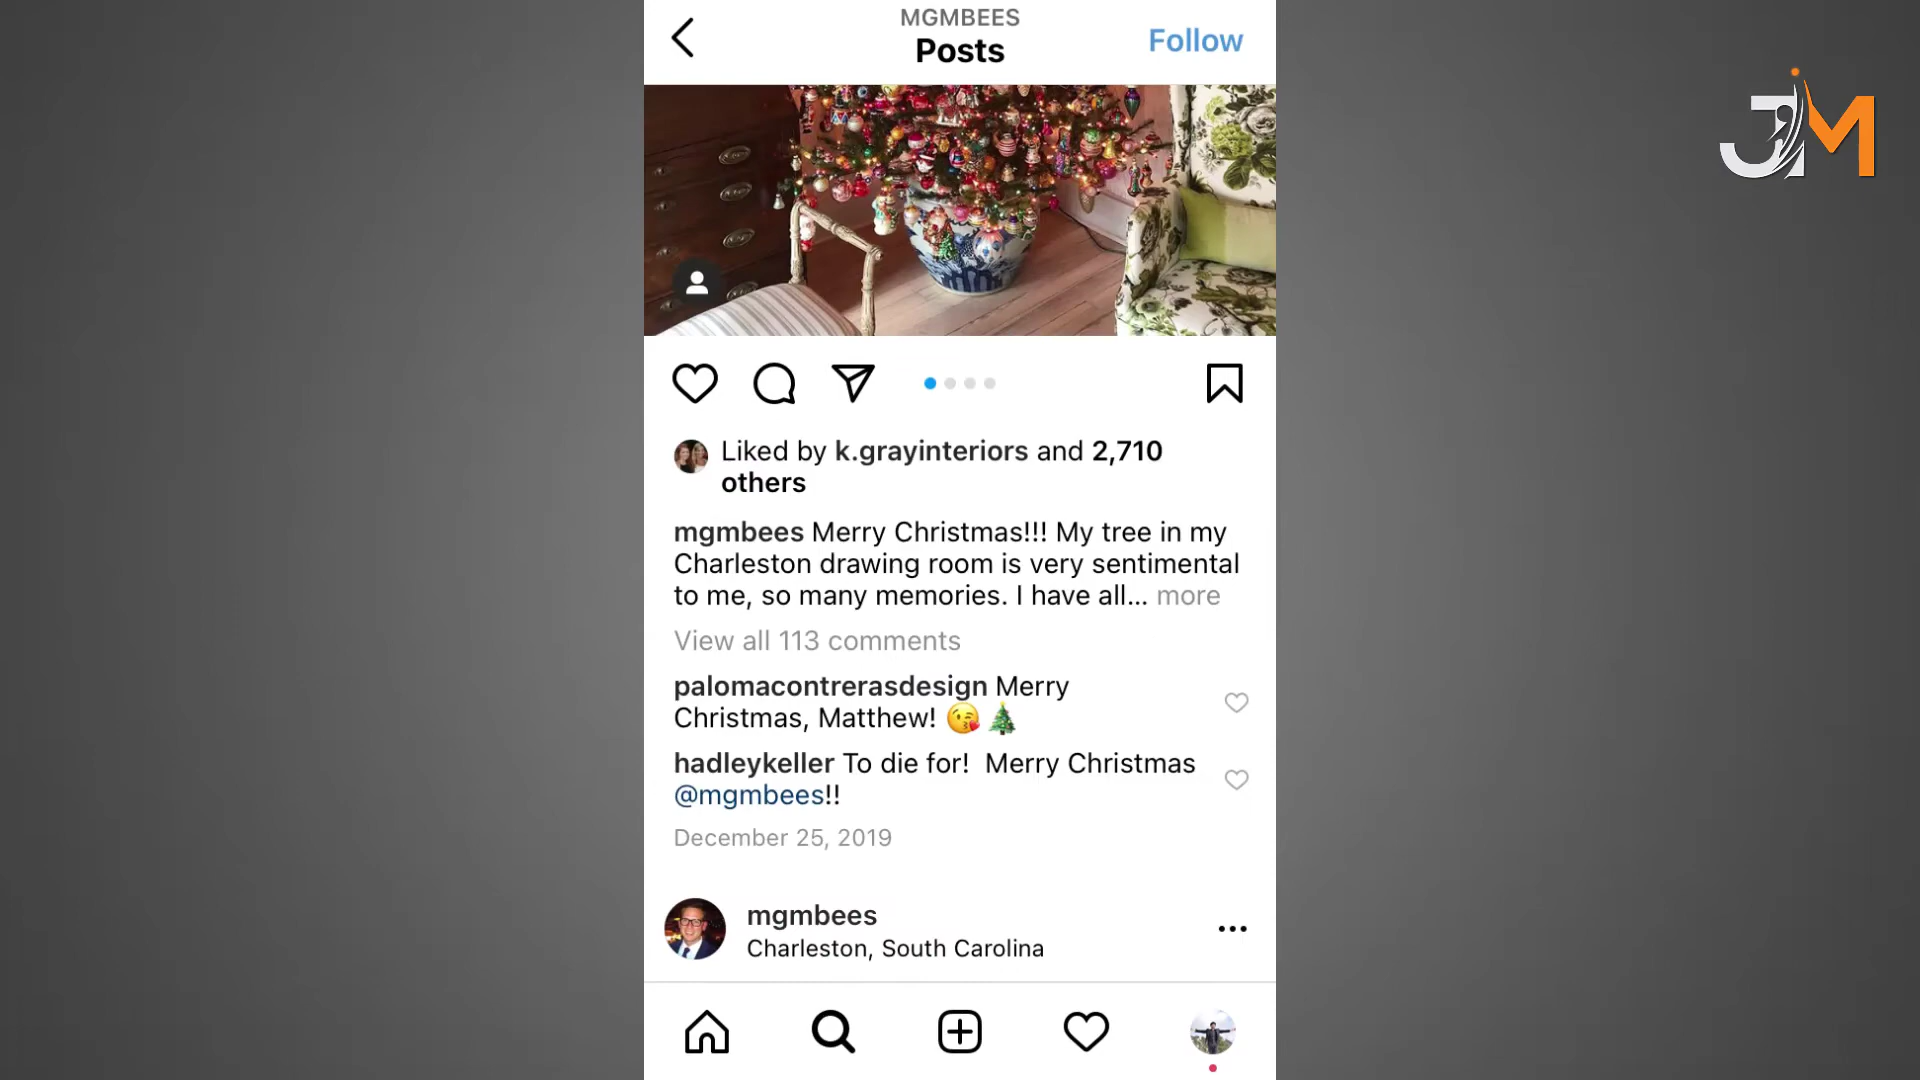 MGMBEES
Posts
Follow
JM
Liked by k.grayinteriors and 2,710
others
mgmbees Merry Christmas!!! My tree in my
Charleston drawing room is very sentimental
to me, so many memories. I have all... more
View all 113 comments
palomacontrerasdesign Merry
Christmas, Matthew! 😘🎄
hadleykeller To die for!  Merry Christmas
@mgmbees!!
December 25, 2019
mgmbees
Charleston, South Carolina